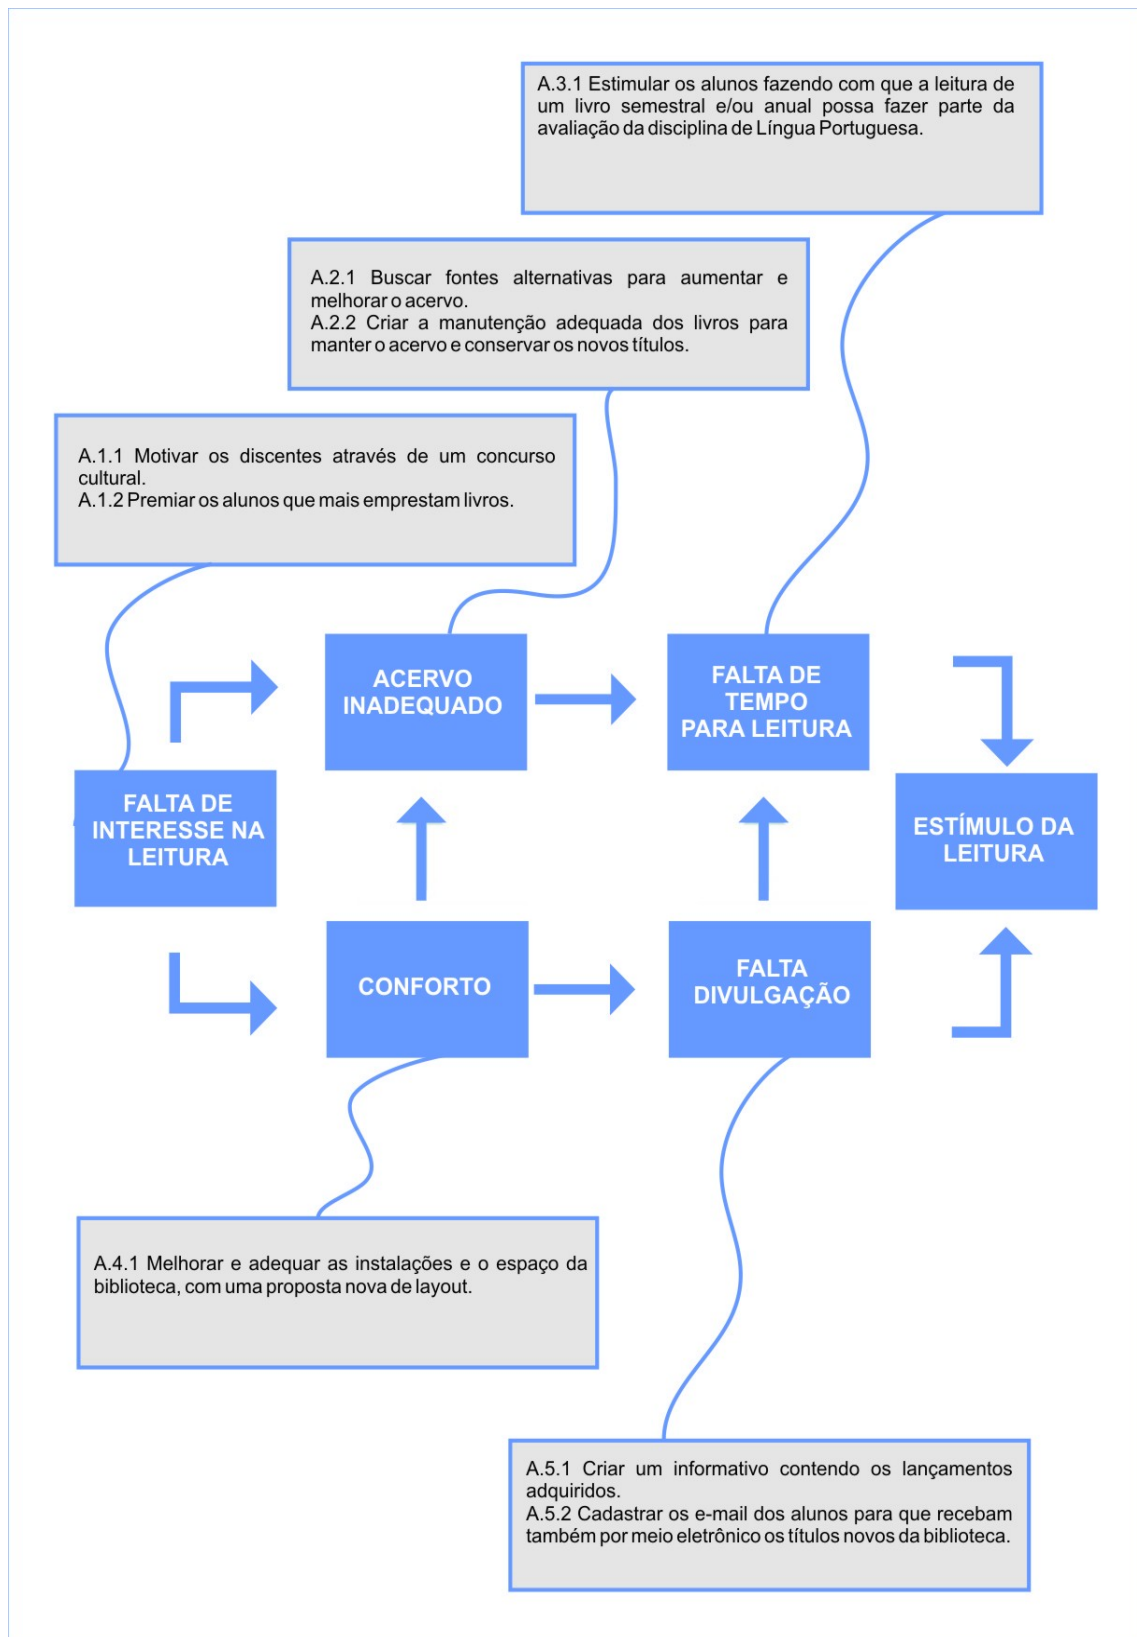 A.3.1 Estimular os alunos fazendo com que a leitura de
um livro semestral e/ou anual possa fazer parte da
avaliação da disciplina de Língua Portuguesa.
A.2.1 Buscar fontes alternativas para aumentar e
melhorar o acervo.
A.2.2 Criar a manutenção adequada dos livros para
manter o acervo e conservar os novos títulos.
A.1.1 Motivar os discentes através de um concurso
cultural.
A.1.2 Premiar os alunos que mais emprestam livros.
ACERVO
INADEQUADO
FALTA DE
TEMPO
PARA LEITURA
FALTA DE
INTERESSE NA
LEITURA
ESTÍMULO DA
LEITURA
CONFORTO
FALTA
DIVULGAÇÃO
A.4.1 Melhorar e adequar as instalações e o espaço da
biblioteca, com uma proposta nova de layout.
A.5.1 Criar um informativo contendo os lançamentos
adquiridos.
A.5.2 Cadastrar os e-mail dos alunos para que recebam
também por meio eletrônico os títulos novos da biblioteca.